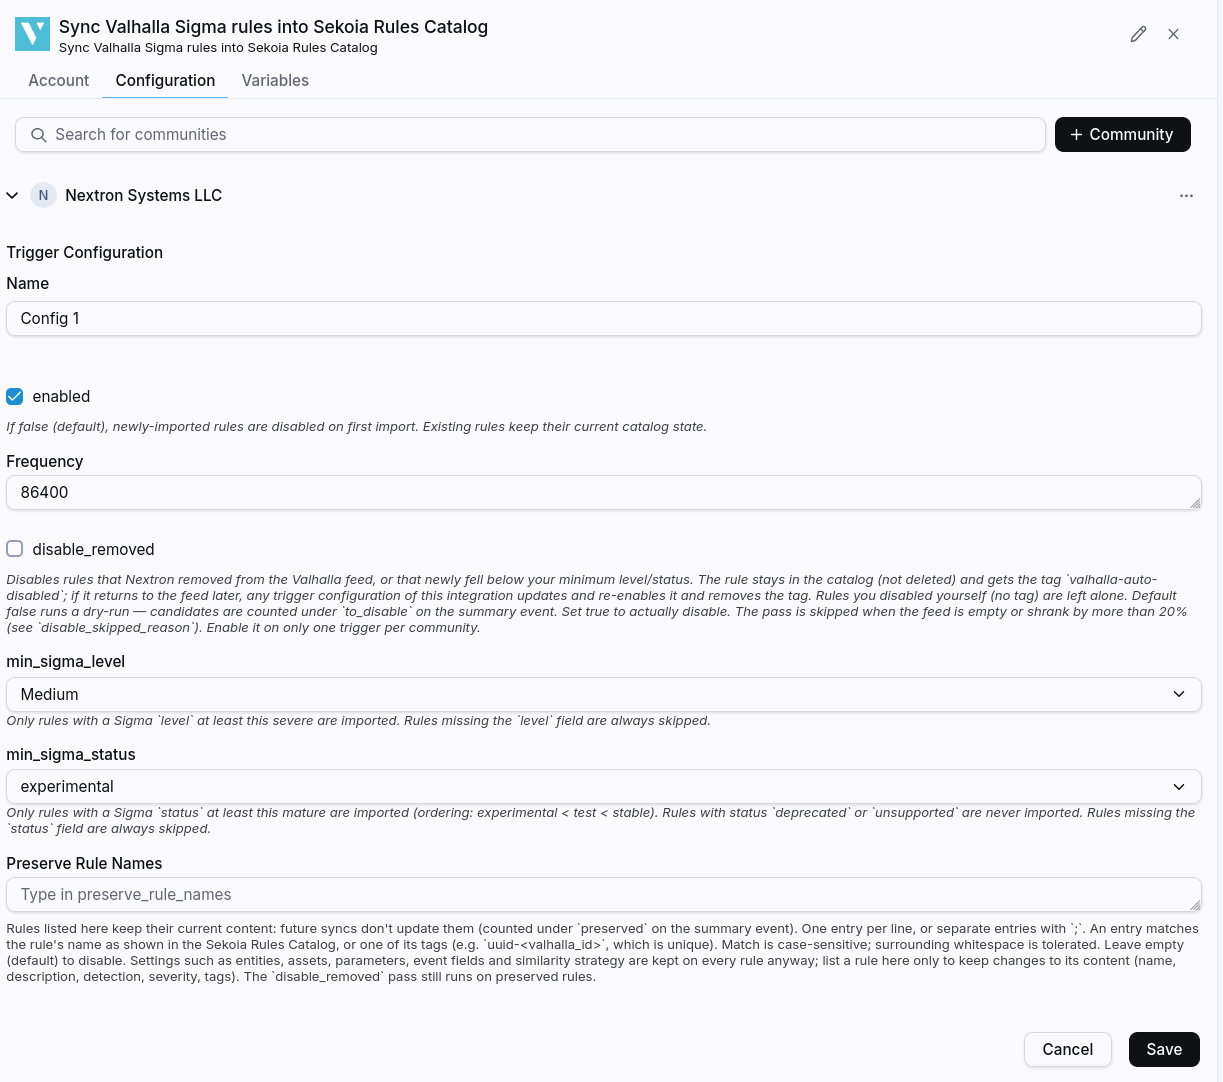 Sync Valhalla Sigma rules into Sekoia Rules Catalog
Sync Valhalla Sigma rules into Sekoia Rules Catalog
Account Configuration Variables
Search for communities
+ Community
N Nextron Systems LLC
Trigger Configuration
Name
Config 1
enabled
If false (default), newly-imported rules are disabled on first import. Existing rules keep their current catalog state.
Frequency
86400
disable_removed
Disables rules that Nextron removed from the Valhalla feed, or that newly fell below your minimum level/status. The rule stays in the catalog (not deleted) and gets the tag `valhalla-auto-
disabled`; if it returns to the feed later, any trigger configuration of this integration updates and re-enables it and removes the tag. Rules you disabled yourself (no tag) are left alone. Default
false runs a dry-run — candidates are counted under `to_disable` on the summary event. Set true to actually disable. The pass is skipped when the feed is empty or shrank by more than 20%
(see `disable_skipped_reason`). Enable it on only one trigger per community.
min_sigma_level
Medium
Only rules with a Sigma `level` at least this severe are imported. Rules missing the `level` field are always skipped.
min_sigma_status
experimental
Only rules with a Sigma `status` at least this mature are imported (ordering: experimental < test < stable). Rules with status `deprecated` or `unsupported` are never imported. Rules missing the
`status` field are always skipped.
Preserve Rule Names
Type in preserve_rule_names
Rules listed here keep their current content: future syncs don't update them (counted under `preserved` on the summary event). One entry per line, or separate entries with `;`. An entry matches
the rule's name as shown in the Sekoia Rules Catalog, or one of its tags (e.g. `uuid-<valhalla_id>`, which is unique). Match is case-sensitive; surrounding whitespace is tolerated. Leave empty
(default) to disable. Settings such as entities, assets, parameters, event fields and similarity strategy are kept on every rule anyway; list a rule here only to keep changes to its content (name,
description, detection, severity, tags). The `disable_removed` pass still runs on preserved rules.
Cancel Save